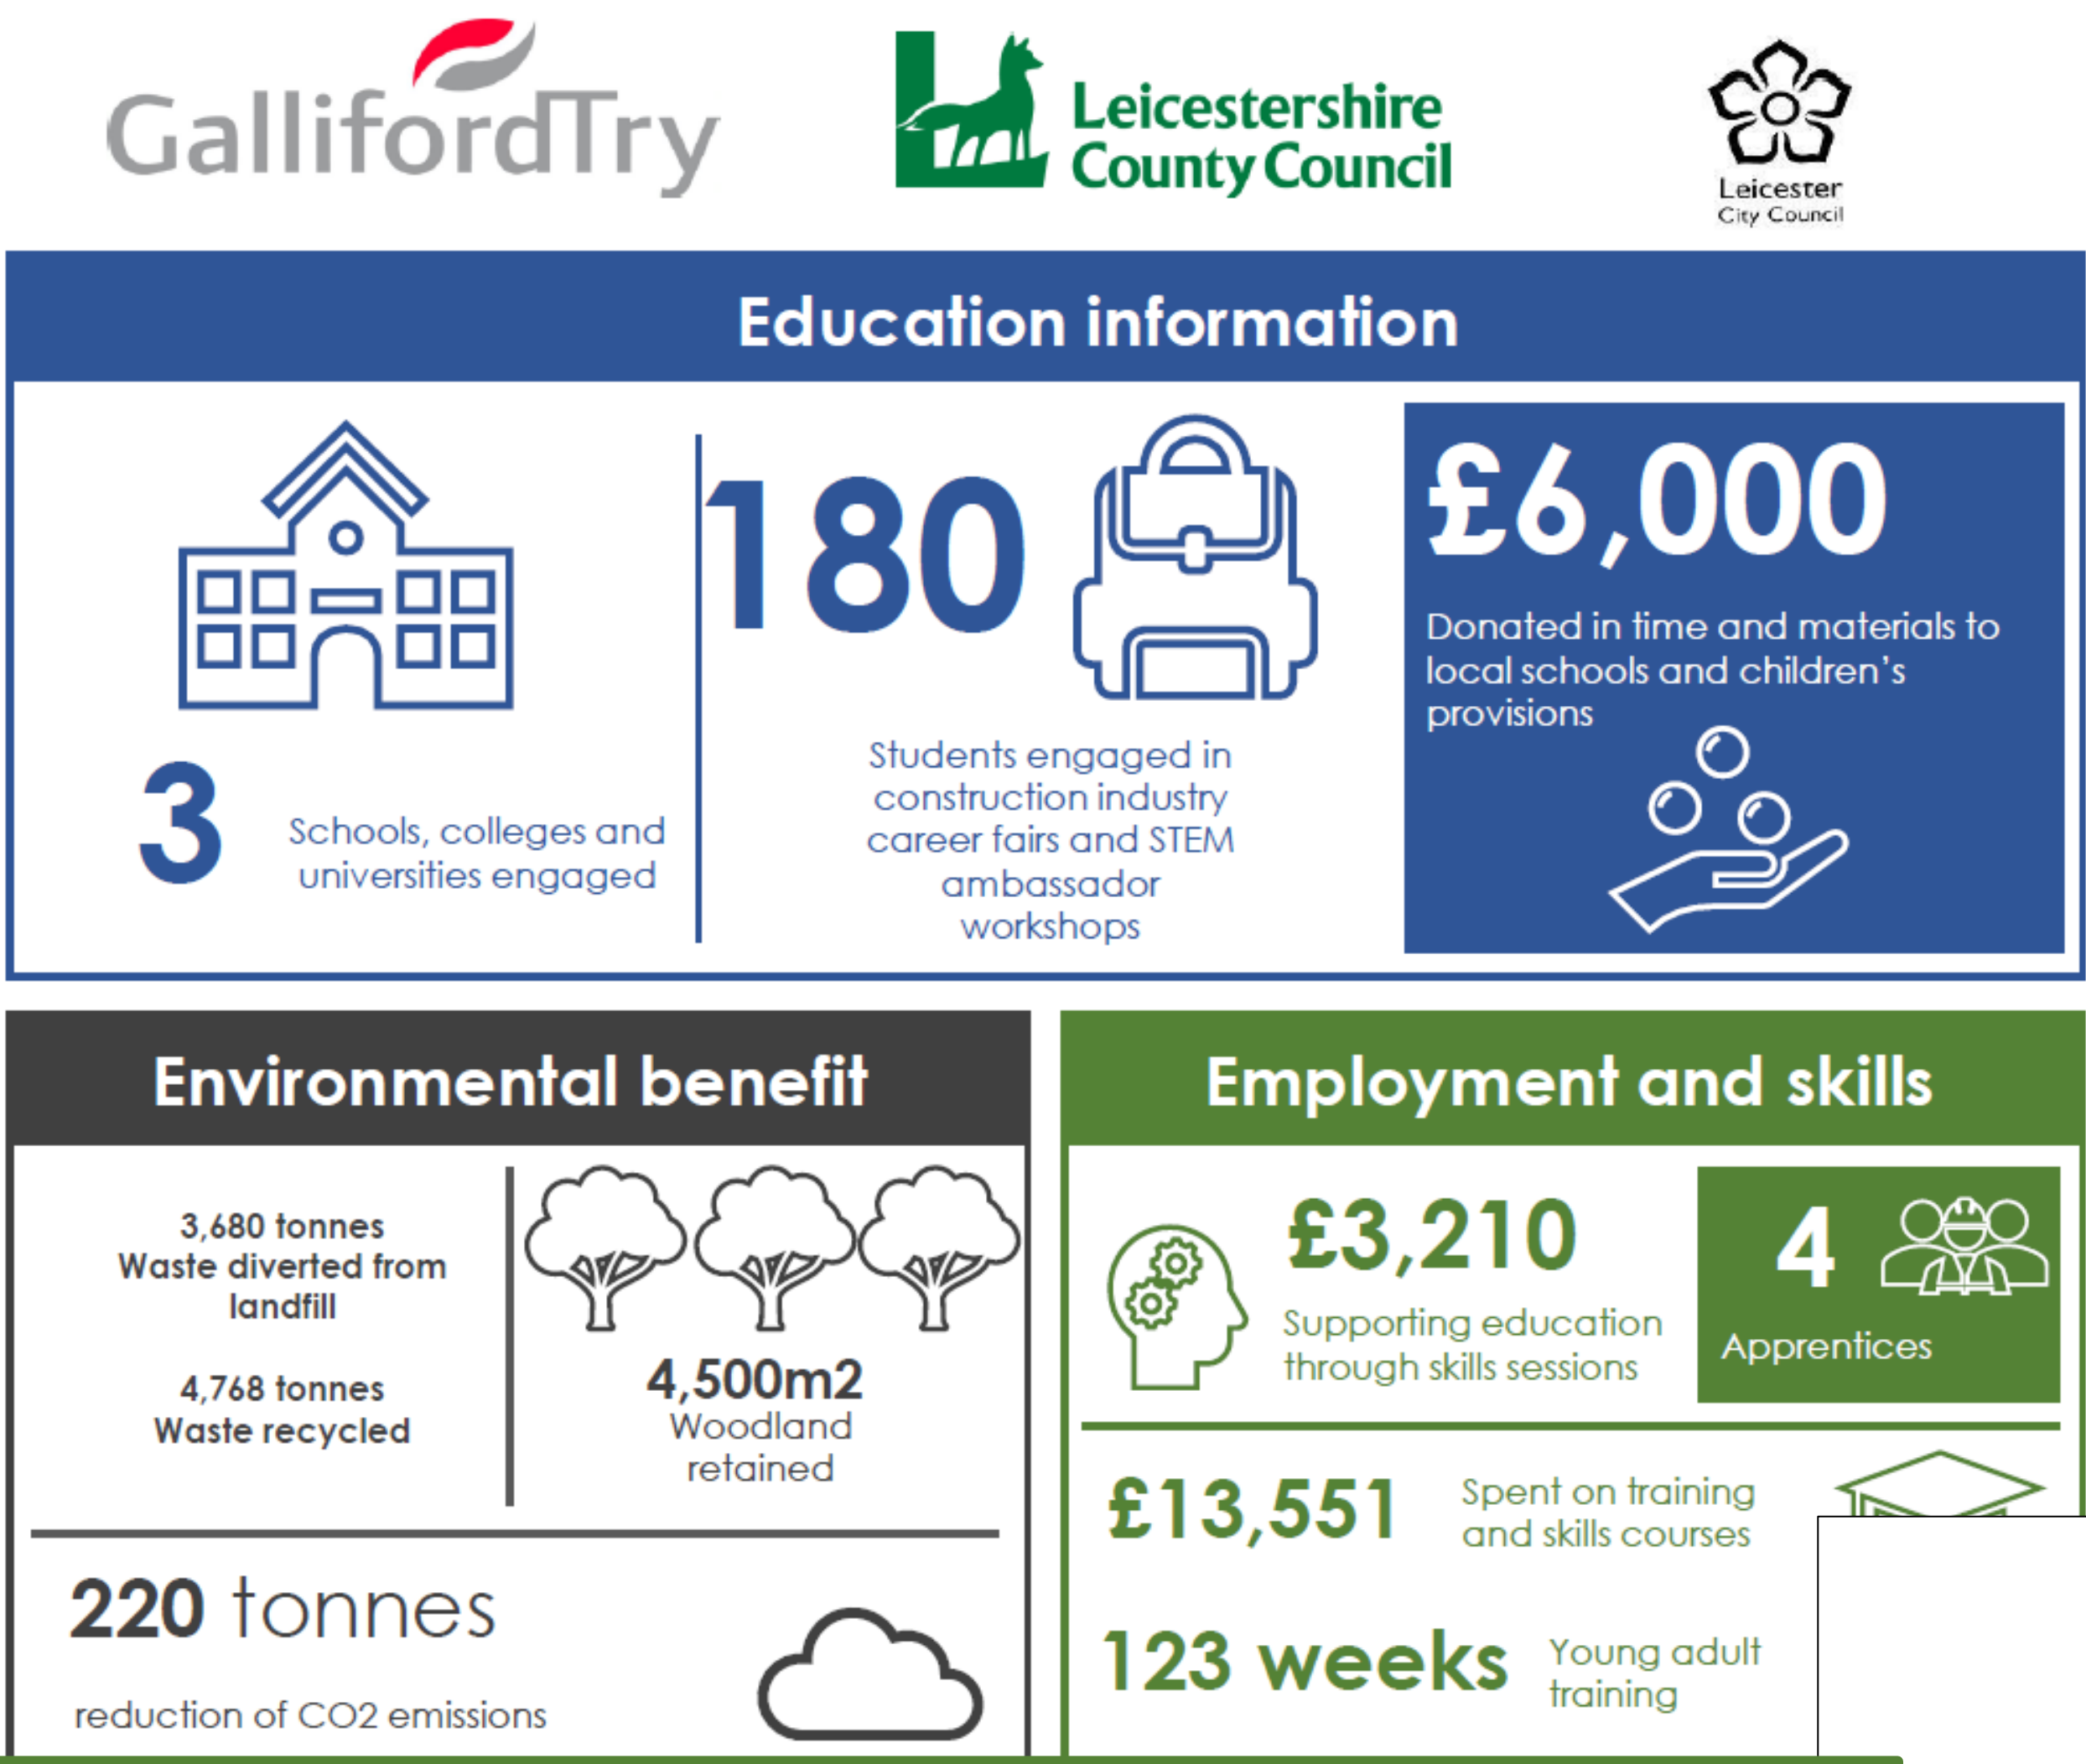 GallifordTry
Leicestershire
County Council
Leicester
City Council
Education information
3
Schools, colleges and
universities engaged
180
Students engaged in
construction industry
career fairs and STEM
ambassador
workshops
£6,000
Donated in time and materials to
local schools and children's
provisions
Environmental benefit
3,680 tonnes
Waste diverted from
landfill
4,768 tonnes
Waste recycled
4,500m2
Woodland
retained
220 tonnes
reduction of CO2 emissions
Employment and skills
£3,210
Supporting education
through skills sessions
4
Apprentices
£13,551
Spent on training
and skills courses
123 weeks
Young adult
training